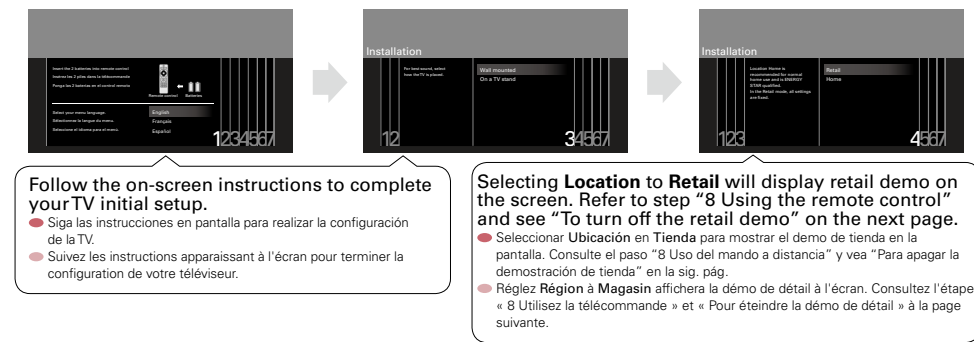 Insert the 2 batteries into remote control
Insérez les 2 piles dans la télécommande
Ponga las 2 baterías en el control remoto
Remote control
Batteries
Select your menu language.
Sélectionnez la langue du menu.
Seleccione el idioma para el menú.
English
Français
Español
1234567
Installation
For best sound, select
how the TV is placed.
Wall mounted
On a TV stand
12
34567
Installation
Location Home is
recommended for normal
home use and is ENERGY
STAR qualified.
In the Retail mode, all settings
are fixed.
Retail
Home
123
4567
Follow the on-screen instructions to complete
your TV initial setup.
Siga las instrucciones en pantalla para realizar la configuración
de la TV.
Suivez les instructions apparaissant à l'écran pour terminer la
configuration de votre téléviseur.
Selecting Location to Retail will display retail demo on
the screen. Refer to step “8 Using the remote control”
and see “To turn off the retail demo” on the next page.
Seleccionar Ubicación en Tienda para mostrar el demo de tienda en la
pantalla. Consulte el paso “8 Uso del mando a distancia” y vea “Para apagar la
demostración de tienda” en la sig. pág.
Réglez Région à Magasin affichera la démo de détail à l'écran. Consultez l'étape
« 8 Utilisez la télécommande » et « Pour éteindre la démo de détail » à la page
suivante.